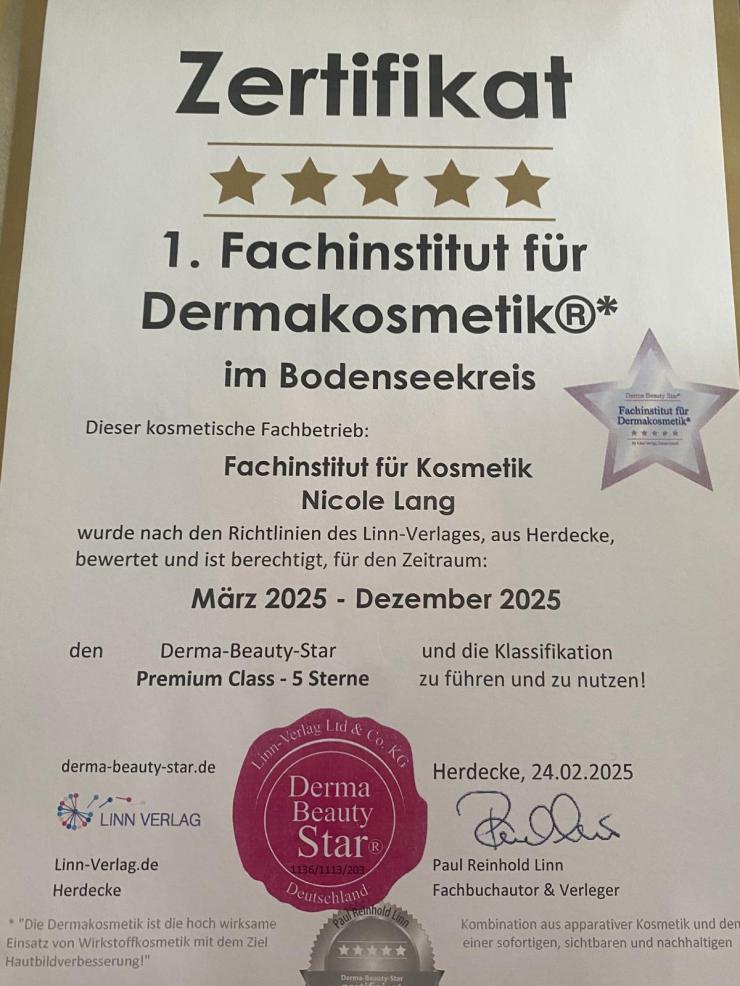 Zertifikat
1. Fachinstitut für
Dermakosmetik®*
im Bodenseekreis
Derma Beauty Star®
Fachinstitut für
Dermakosmetik®
Dieser kosmetische Fachbetrieb:
Fachinstitut für Kosmetik
Nicole Lang
wurde nach den Richtlinien des Linn-Verlages, aus Herdecke,
bewertet und ist berechtigt, für den Zeitraum:
März 2025 - Dezember 2025
den Derma-Beauty-Star und die Klassifikation
Premium Class - 5 Sterne zu führen und zu nutzen!
derma-beauty-star.de
LINN VERLAG
Linn-Verlag.de
Herdecke
Linn-Verlag Ltd & Co. KG
Derma
Beauty
Star®
1136/1113/203
Deutschland
Herdecke, 24.02.2025
Paul Reinhold Linn
Fachbuchautor & Verleger
* "Die Dermakosmetik ist die hoch wirksame
Einsatz von Wirkstoffkosmetik mit dem Ziel
Hautbildverbesserung!"
Paul Reinhold Linn
Derma-Beauty-Star
Kombination aus apparativer Kosmetik und den
einer sofortigen, sichtbaren und nachhaltigen